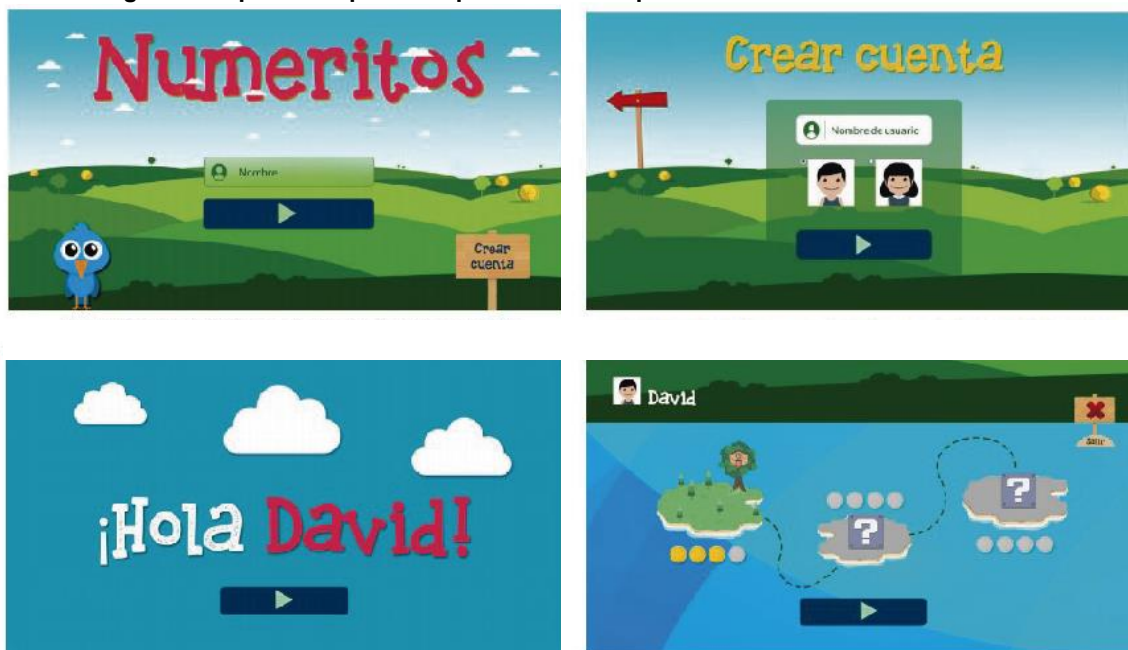 Numeritos
Nombre
Crear
cuenta
Crear cuenta
Nombre de usuario
¡Hola David!
David
Salir
?
?